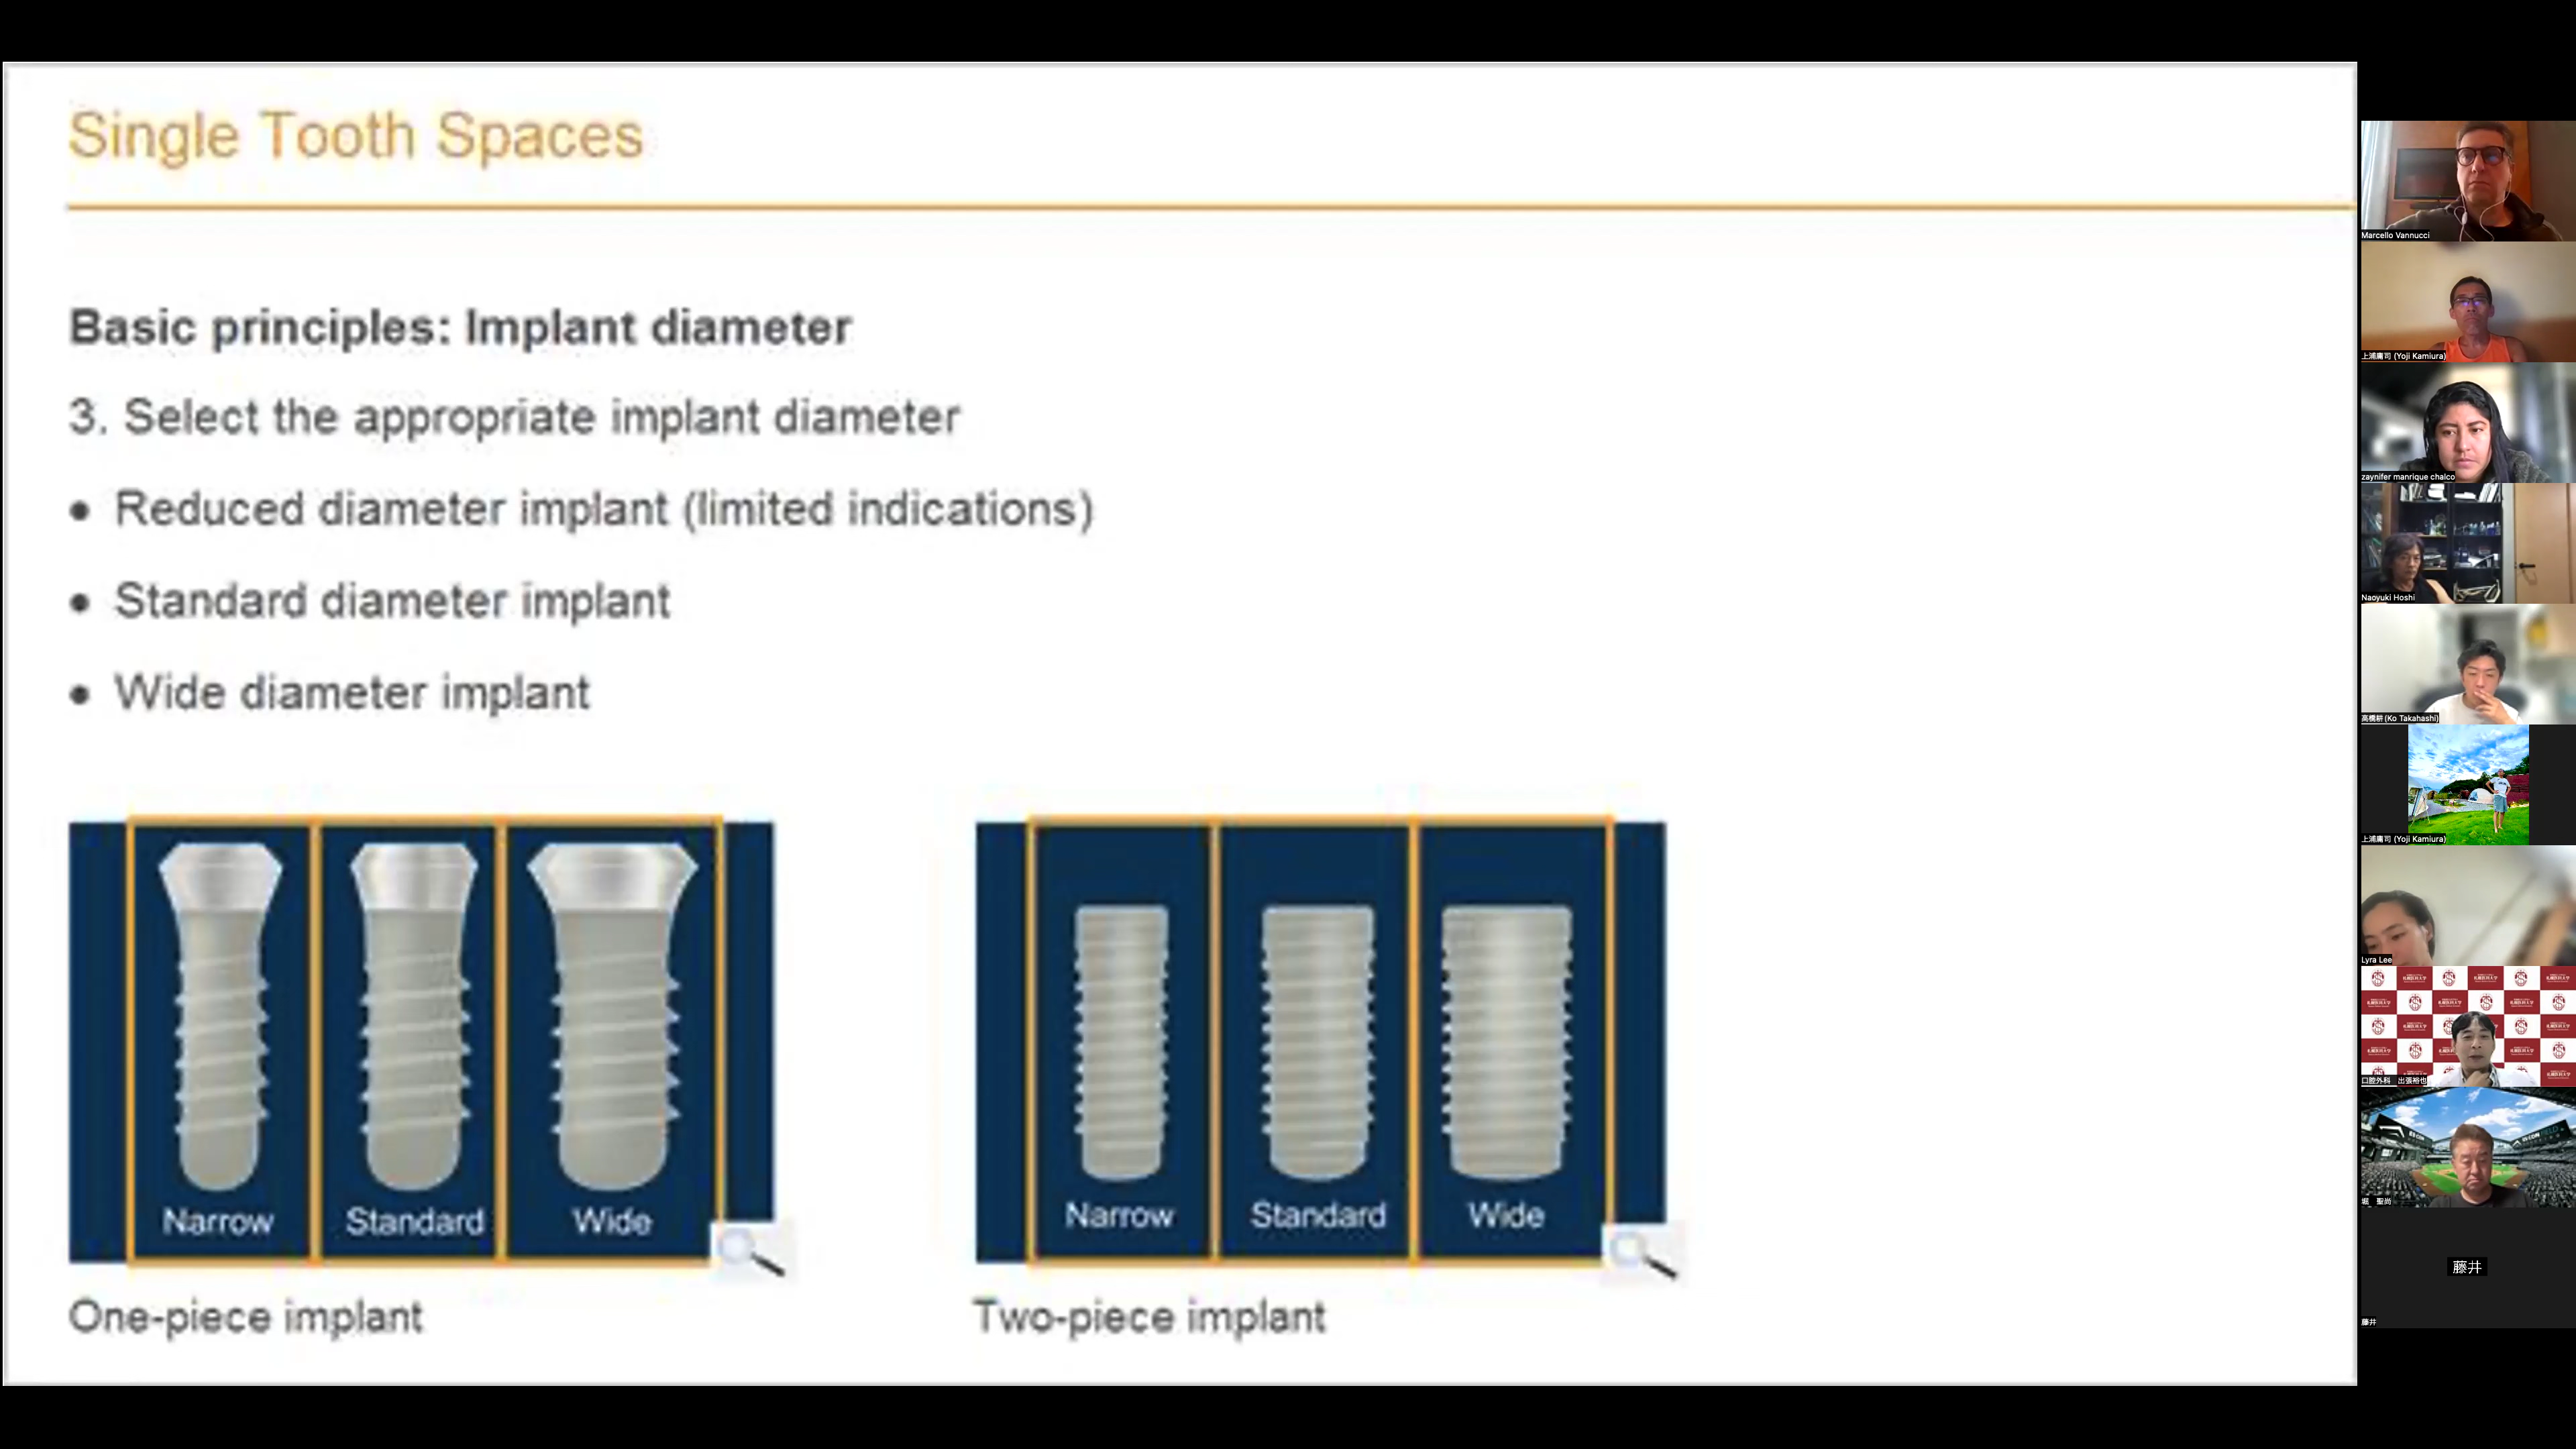 Single Tooth Spaces
Basic principles: Implant diameter
3. Select the appropriate implant diameter
● Reduced diameter implant (limited indications)
● Standard diameter implant
● Wide diameter implant
Narrow
Standard
Wide
One-piece implant
Narrow
Standard
Wide
Two-piece implant
Marcello Vannucci
上浦庸司 (Yoji Kamiura)
zaynifer manrique chalco
Naoyuki Hoshi
高橋耕 (Ko Takahashi)
上浦庸司 (Yoji Kamiura)
Lyra Lee
口腔外科 出張裕也
堀 聖尚
藤井
藤井